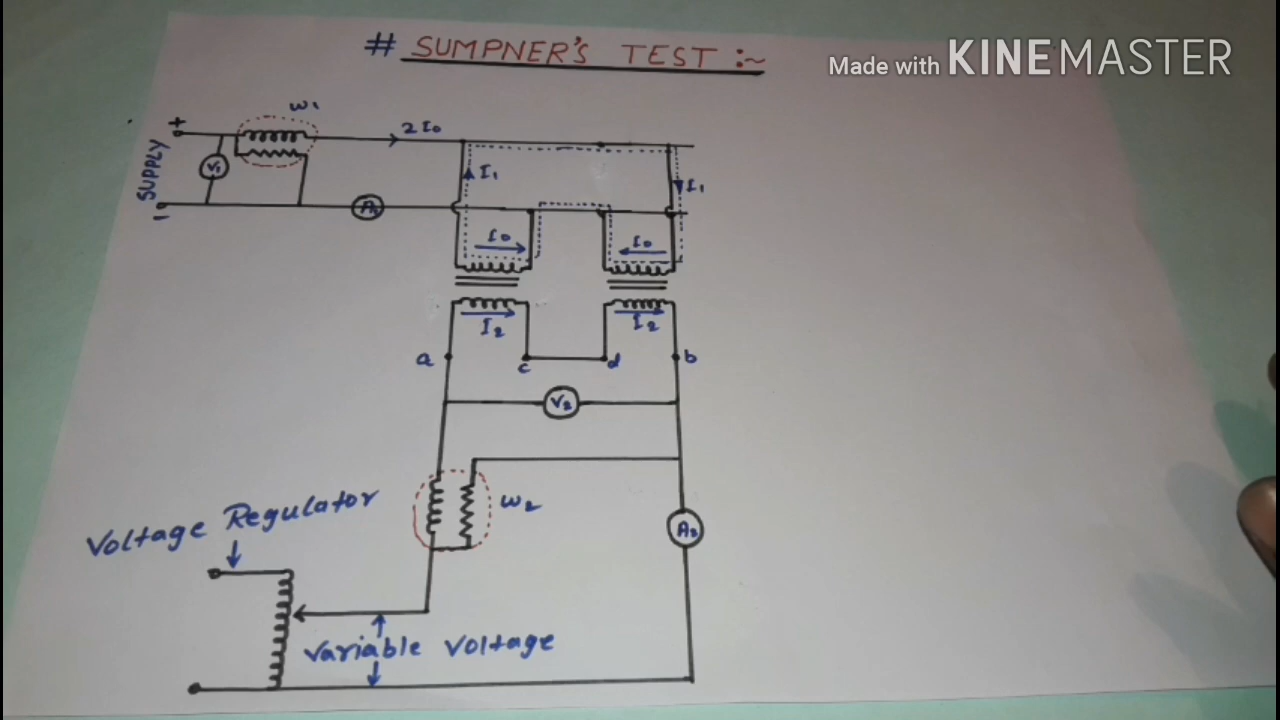 # SUMPNER'S TEST :~
Made with KINEMASTER
W1
+
2I0
V1
SUPPLY
I1
I1
-
A1
I0
I0
I2
I2
a
c
d
b
V2
W2
Voltage Regulator
A2
Variable Voltage